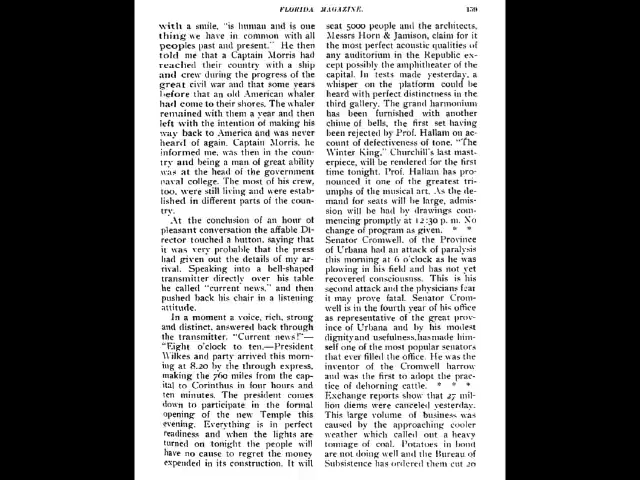 FLORIDA MAGAZINE. 159
with a smile, "is human and is one
thing we have in common with all
peoples past and present." He then
told me that a Captain Morris had
reached their country with a ship
and crew during the progress of the
great civil war and that some years
before that an old American whaler
had come to their shores. The whaler
remained with them a year and then
left with the intention of making his
way back to America and was never
heard of again. Captain Morris, he
informed me, was then in the coun-
try and being a man of great ability
was at the head of the government
naval college. The most of his crew,
too, were still living and were estab-
lished in different parts of the coun-
try.
At the conclusion of an hour of
pleasant conversation the affable Di-
rector touched a button, saying that
it was very probable that the press
had given out the details of my ar-
rival. Speaking into a bell-shaped
transmitter directly over his table
he called "current news," and then
pushed back his chair in a listening
attitude.
In a moment a voice, rich, strong
and distinct, answered back through
the transmitter. "Current news!"—
"Eight o'clock to ten.—President
Wilkes and party arrived this morn-
ing at 8.20 by the through express,
making the 760 miles from the cap-
ital to Corinthus in four hours and
ten minutes. The president comes
down to participate in the formal
opening of the new Temple this
evening. Everything is in perfect
readiness and when the lights are
turned on tonight the people will
have no cause to regret the money
expended in its construction. It will
seat 5000 people and the architects,
Messrs Horn & Jamison, claim for it
the most perfect acoustic qualities of
any auditorium in the Republic ex-
cept possibly the amphitheater of the
capital. In tests made yesterday, a
whisper on the platform could be
heard with perfect distinctness in the
third gallery. The grand harmonium
has been furnished with another
chime of bells, the first set having
been rejected by Prof. Hallam on ac-
count of defectiveness of tone. "The
Winter King," Churchill's last mast-
erpiece, will be rendered for the first
time tonight. Prof. Hallam has pro-
nounced it one of the greatest tri-
umphs of the musical art. As the de-
mand for seats will be large, admis-
sion will be had by drawings com-
mencing promptly at 12:30 p. m. No
change of program as given. * *
Senator Cromwell, of the Province
of Urbana had an attack of paralysis
this morning at 6 o'clock as he was
plowing in his field and has not yet
recovered consciousnss. This is his
second attack and the physicians fear
it may prove fatal. Senator Crom-
well is in the fourth year of his office
as representative of the great prov-
ince of Urbana and by his modest
dignity and usefulness, has made him-
self one of the most popular senators
that ever filled the office. He was the
inventor of the Cromwell harrow
and was the first to adopt the prac-
tice of dehorning cattle. * * *
Exchange reports show that 27 mil-
lion diems were canceled yesterday.
This large volume of business was
caused by the approaching cooler
weather which called out a heavy
tonnage of coal. Potatoes in bond
are not doing well and the Bureau of
Subsistence has ordered them cut 20